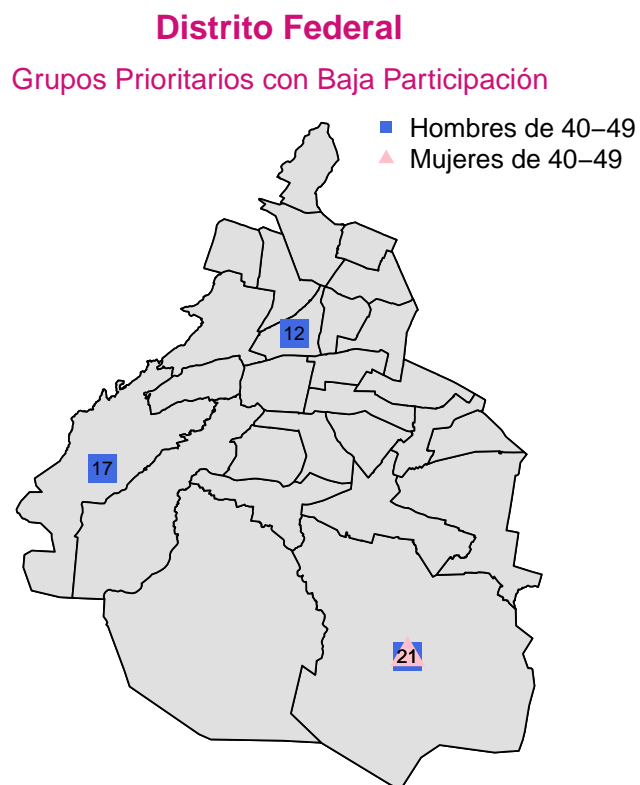 Distrito Federal
Grupos Prioritarios con Baja Participación
Hombres de 40−49
Mujeres de 40−49
12
17
21